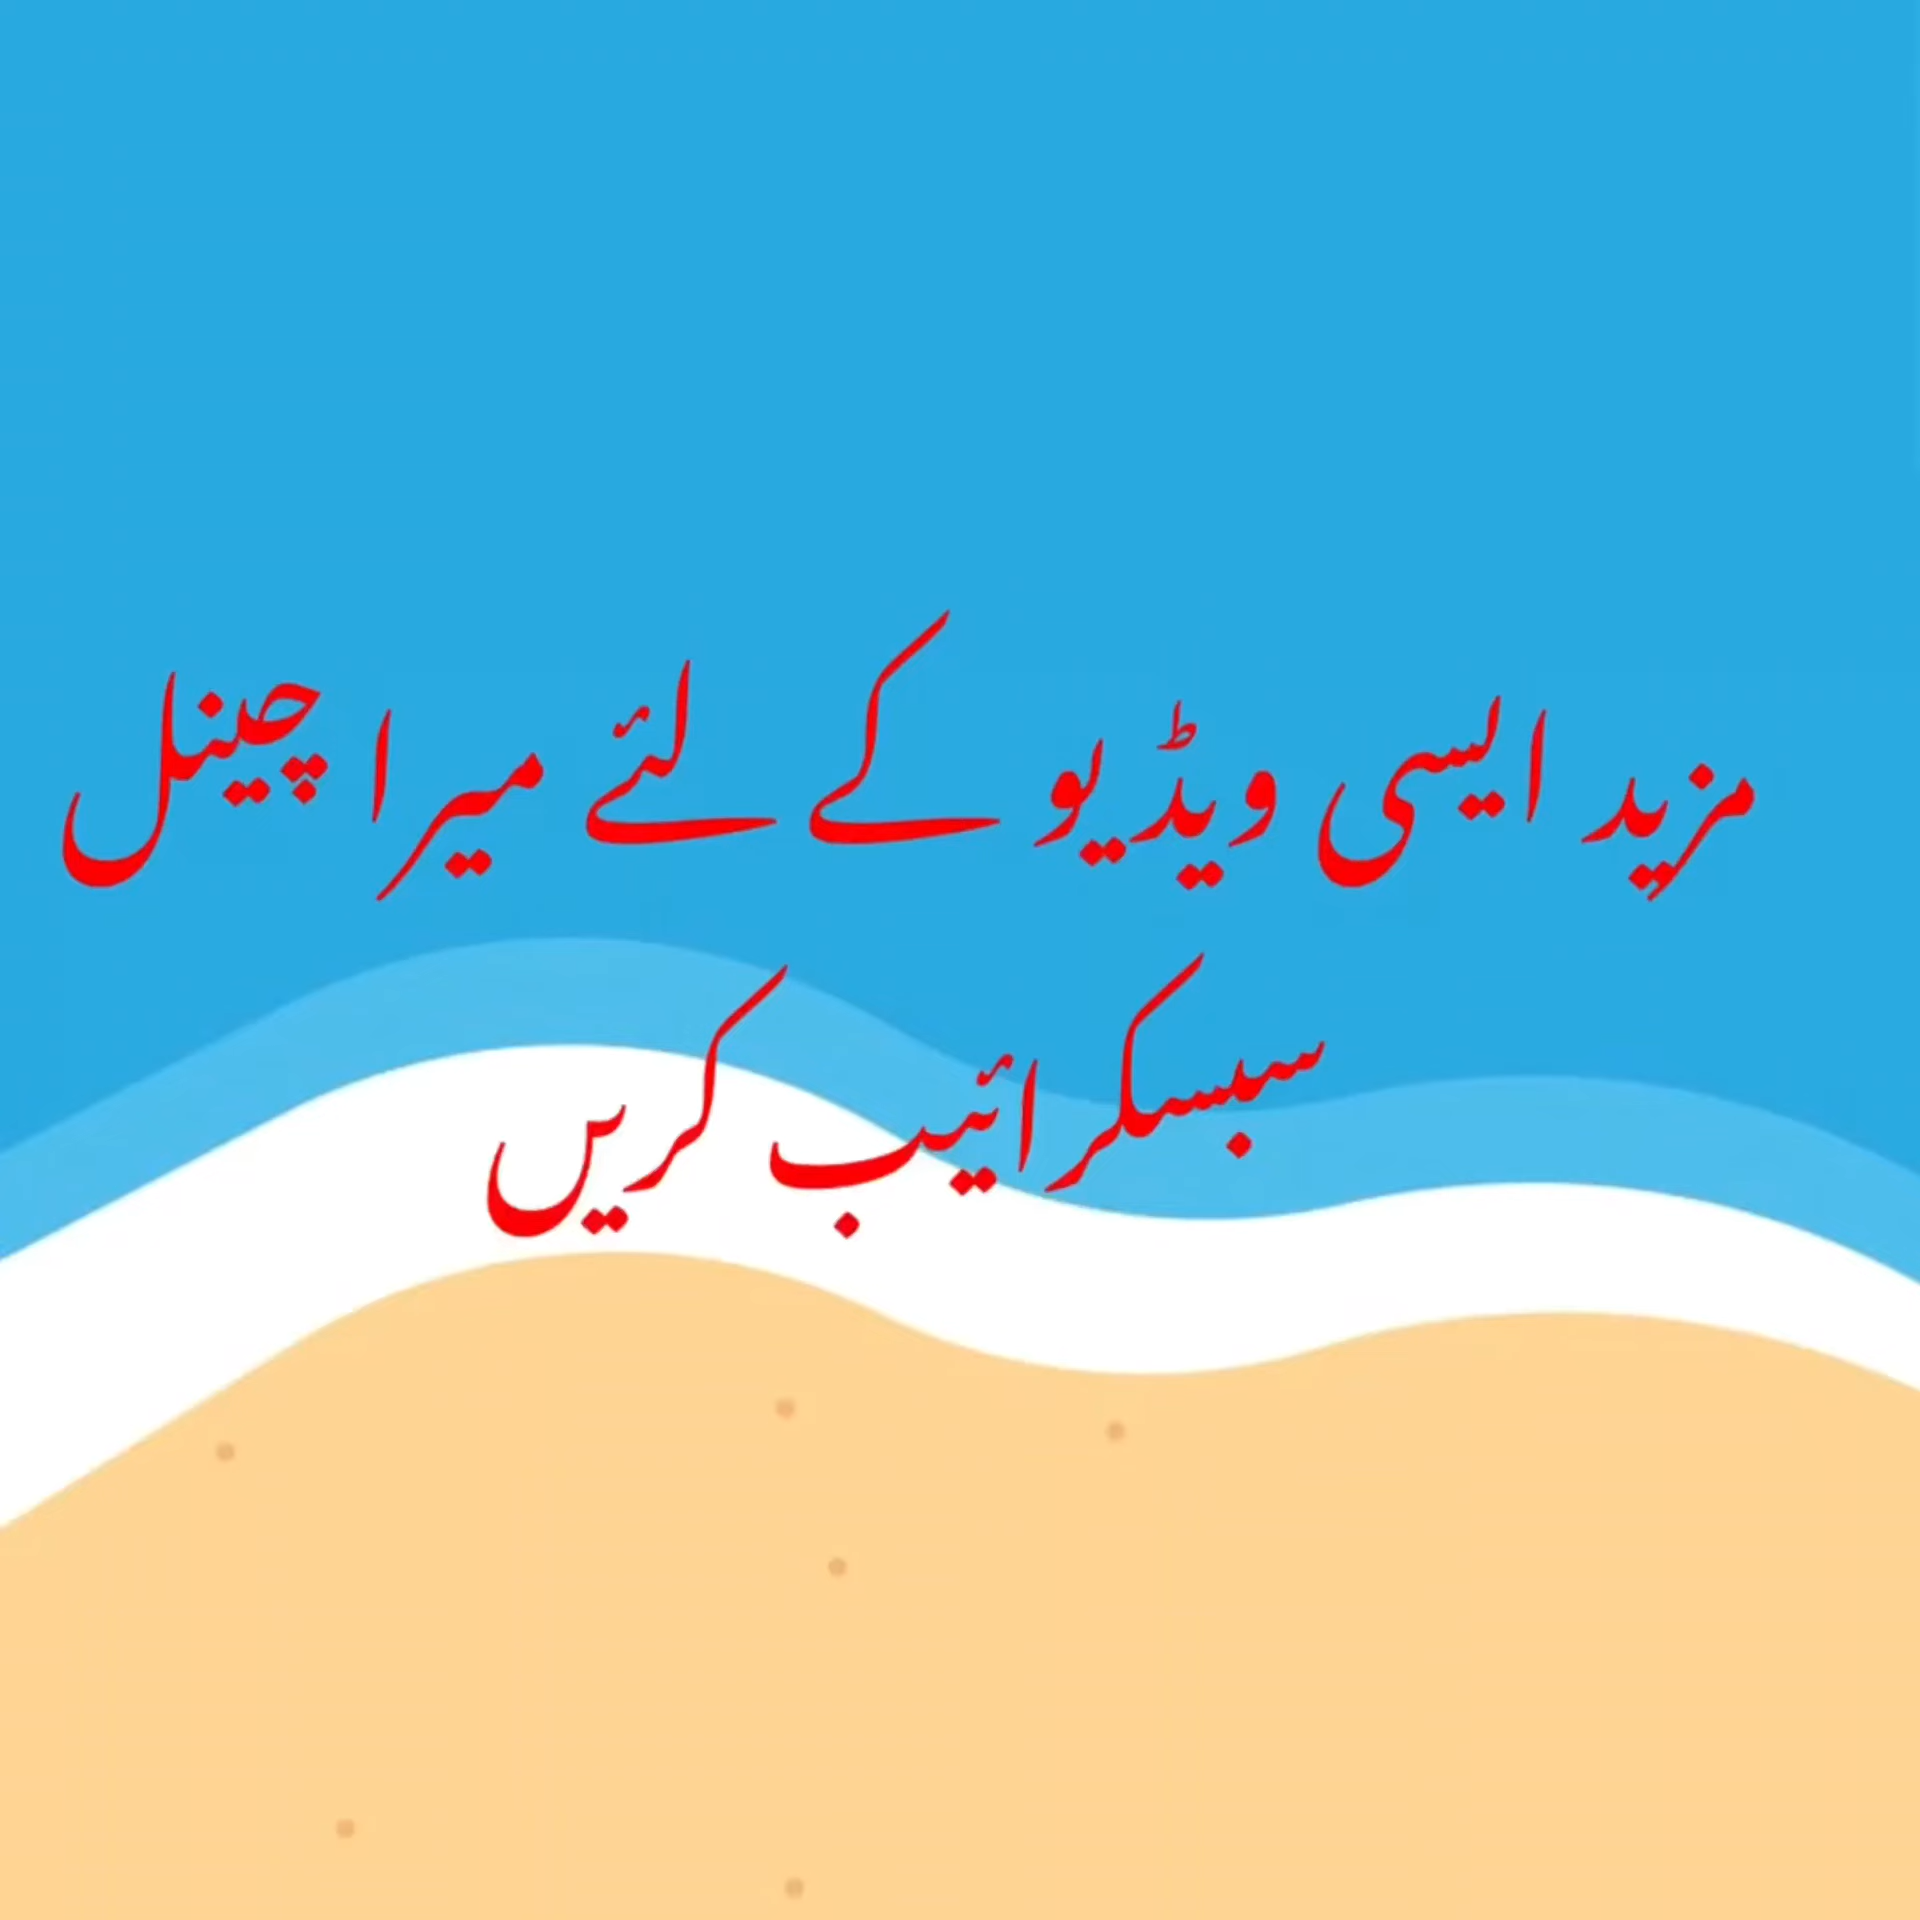 مزید ایسی ویڈیو کے لئے میرا چینل
سبسکرائیب کریں